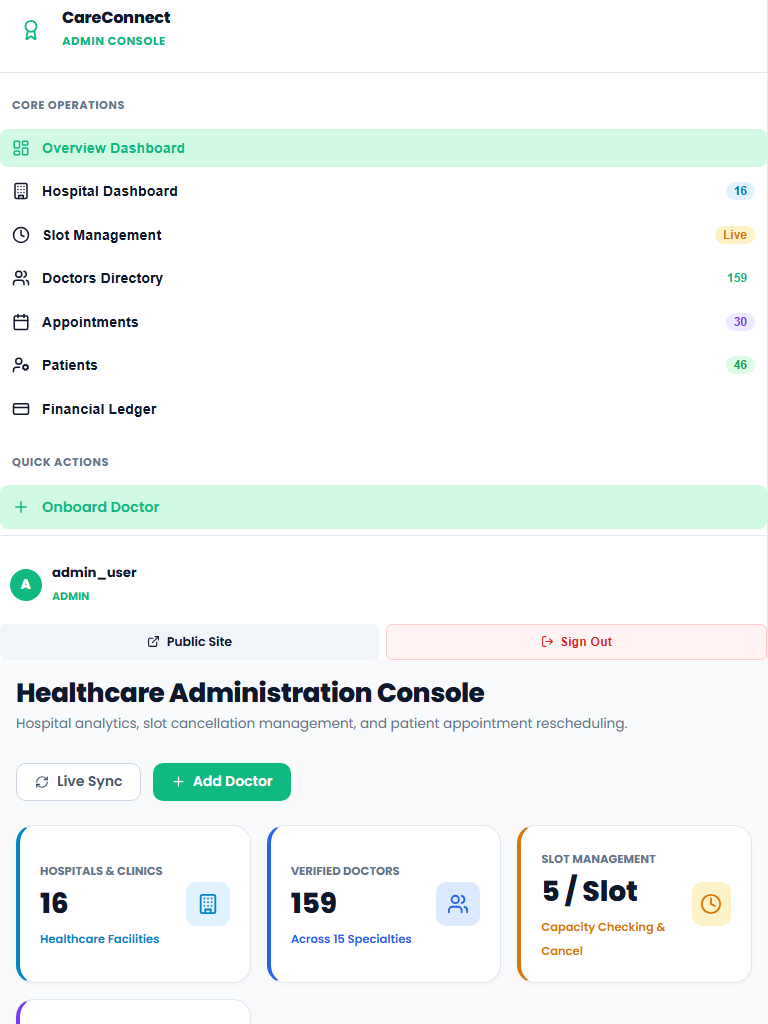 CareConnect
ADMIN CONSOLE
CORE OPERATIONS
Overview Dashboard
Hospital Dashboard 16
Slot Management Live
Doctors Directory 159
Appointments 30
Patients 46
Financial Ledger
QUICK ACTIONS
Onboard Doctor
A
admin_user
ADMIN
Public Site
Sign Out
Healthcare Administration Console
Hospital analytics, slot cancellation management, and patient appointment rescheduling.
Live Sync
Add Doctor
HOSPITALS & CLINICS
16
Healthcare Facilities
VERIFIED DOCTORS
159
Across 15 Specialties
SLOT MANAGEMENT
5 / Slot
Capacity Checking &
Cancel